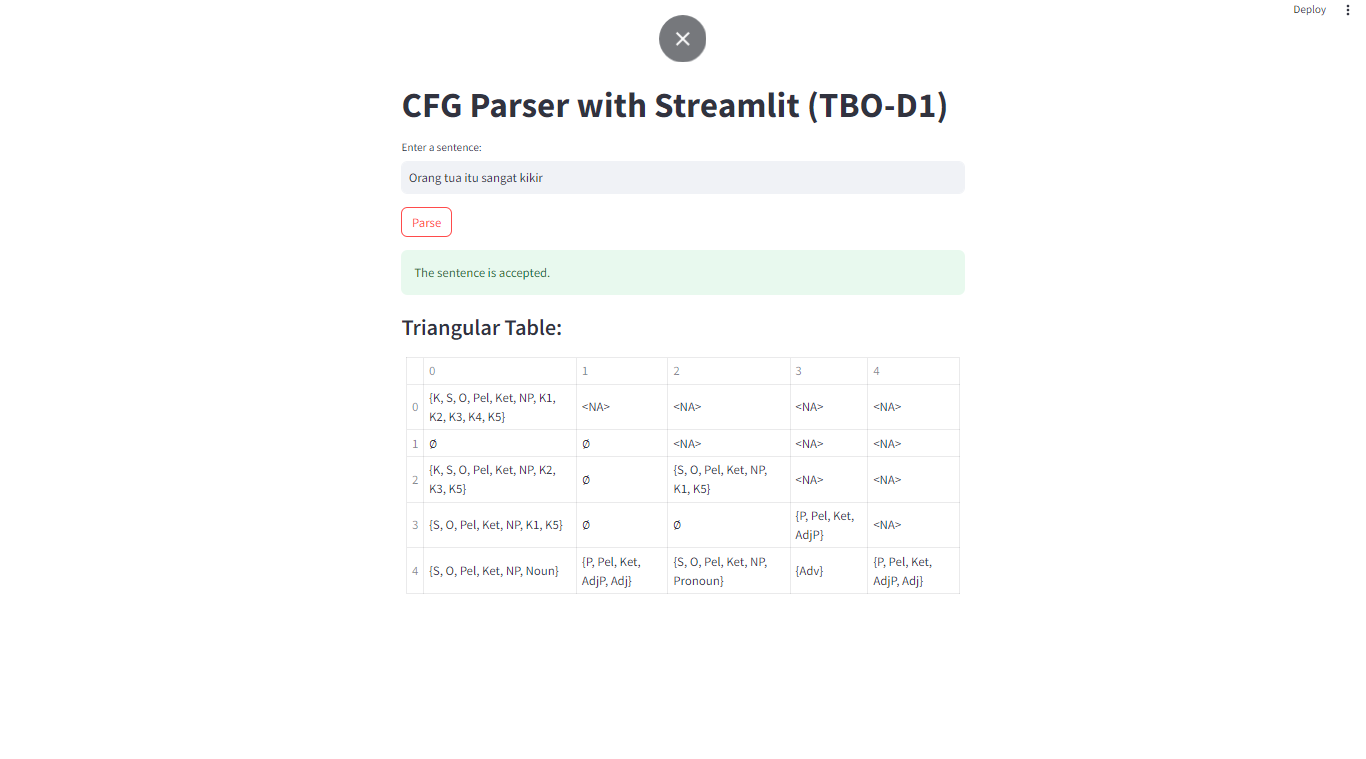 Deploy
CFG Parser with Streamlit (TBO-D1)
Enter a sentence:
Orang tua itu sangat kikir
Parse
The sentence is accepted.
Triangular Table:
0 1 2 3 4
0 {K, S, O, Pel, Ket, NP, K1, K2, K3, K4, K5} <NA> <NA> <NA> <NA>
1 ∅ ∅ <NA> <NA> <NA>
2 {K, S, O, Pel, Ket, NP, K2, K3, K5} ∅ {S, O, Pel, Ket, NP, K1, K5} <NA> <NA>
3 {S, O, Pel, Ket, NP, K1, K5} ∅ ∅ {P, Pel, Ket, AdjP} <NA>
4 {S, O, Pel, Ket, NP, Noun} {P, Pel, Ket, AdjP, Adj} {S, O, Pel, Ket, NP, Pronoun} {Adv} {P, Pel, Ket, AdjP, Adj}